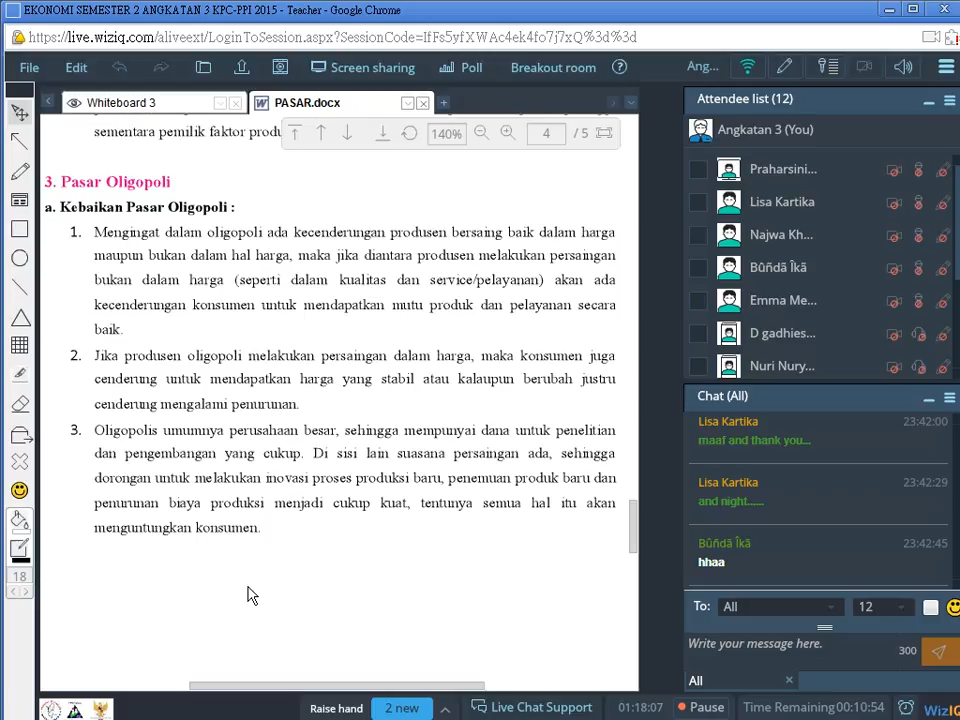 EKONOMI SEMESTER 2 ANGKATAN 3 KPC-PPI 2015 - Teacher - Google Chrome
https://live.wiziq.com/aliveext/LoginToSession.aspx?SessionCode=IfFs5yfXWAc4ek4fo7j7xQ%3d%3d
File Edit Screen sharing Poll Breakout room Ang...
Whiteboard 3 PASAR.docx
140% 4 / 5
3. Pasar Oligopoli
a. Kebaikan Pasar Oligopoli :
1. Mengingat dalam oligopoli ada kecenderungan produsen bersaing baik dalam harga
maupun bukan dalam hal harga, maka jika diantara produsen melakukan persaingan
bukan dalam harga (seperti dalam kualitas dan service/pelayanan) akan ada
kecenderungan konsumen untuk mendapatkan mutu produk dan pelayanan secara
baik.
2. Jika produsen oligopoli melakukan persaingan dalam harga, maka konsumen juga
cenderung untuk mendapatkan harga yang stabil atau kalaupun berubah justru
cenderung mengalami penurunan.
3. Oligopolis umumnya perusahaan besar, sehingga mempunyai dana untuk penelitian
dan pengembangan yang cukup. Di sisi lain suasana persaingan ada, sehingga
dorongan untuk melakukan inovasi proses produksi baru, penemuan produk baru dan
penurunan biaya produksi menjadi cukup kuat, tentunya semua hal itu akan
menguntungkan konsumen.
sementara pemilik faktor
18
Attendee list (12)
Angkatan 3 (You)
Praharsini...
Lisa Kartika
Najwa Kh...
Bûñdã Îkã
Emma Me...
D gadhies...
Nuri Nury...
Chat (All)
Lisa Kartika 23:42:00
maaf and thank you...
Lisa Kartika 23:42:29
and night......
Bûñdã Îkã 23:42:45
hhaa
To: All 12
Write your message here. 300
All
Raise hand 2 new Live Chat Support 01:18:07 Pause Time Remaining 00:10:54 WizIQ